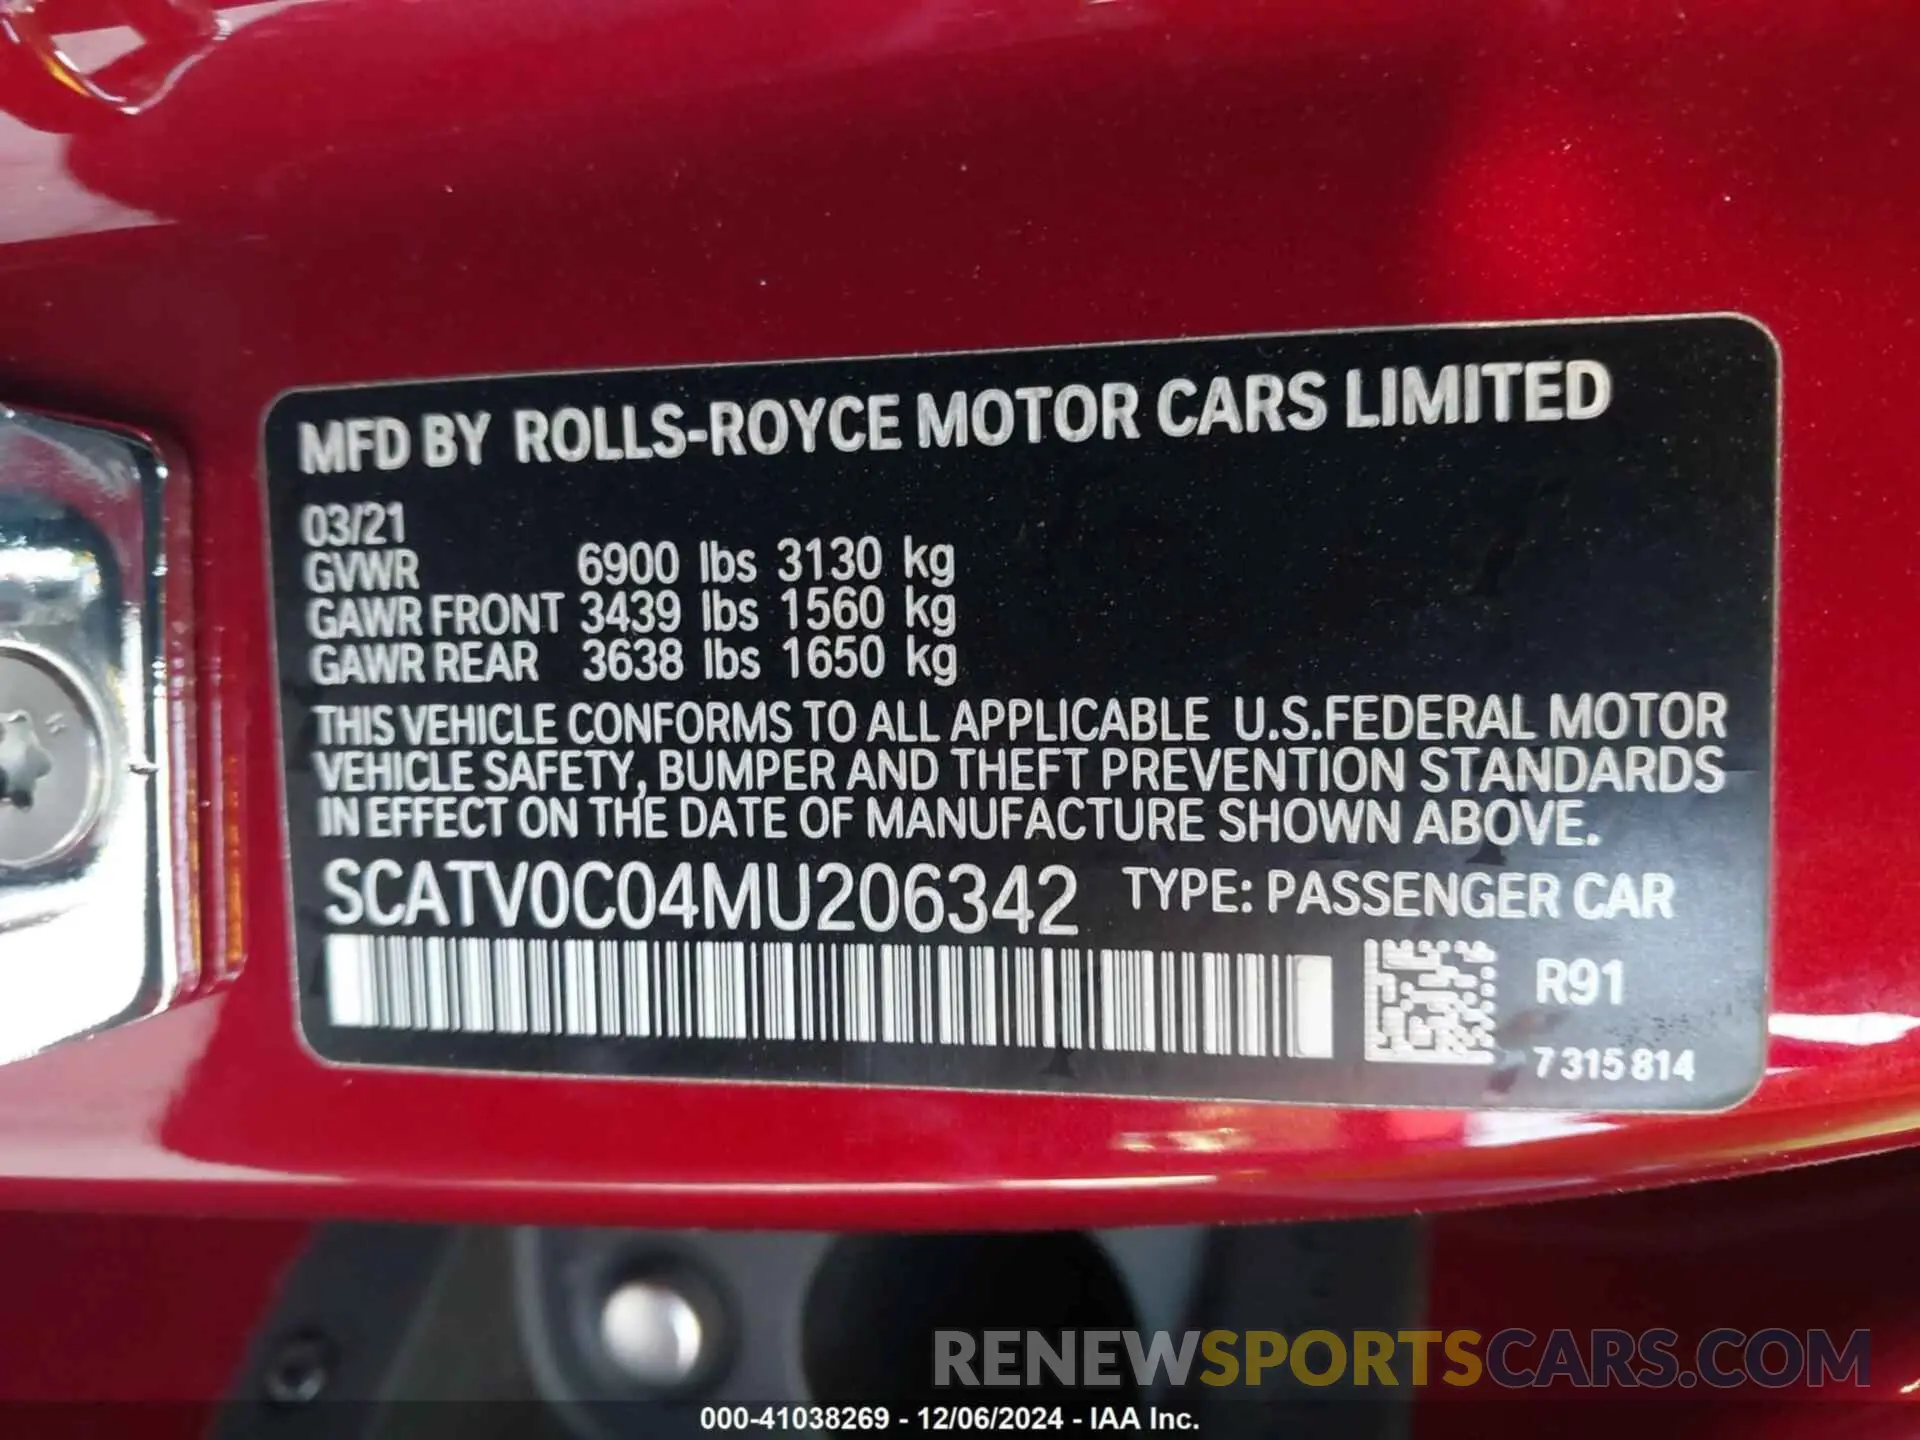 MFD BY ROLLS-ROYCE MOTOR CARS LIMITED
03/21
GVWR 6900 lbs 3130 kg
GAWR FRONT 3439 lbs 1560 kg
GAWR REAR 3638 lbs 1650 kg
THIS VEHICLE CONFORMS TO ALL APPLICABLE U.S.FEDERAL MOTOR
VEHICLE SAFETY, BUMPER AND THEFT PREVENTION STANDARDS
IN EFFECT ON THE DATE OF MANUFACTURE SHOWN ABOVE.
SCATV0C04MU206342 TYPE: PASSENGER CAR
R91
7 315 814
RENEWSPORTSCARS.COM
000-41038269 - 12/06/2024 - IAA Inc.